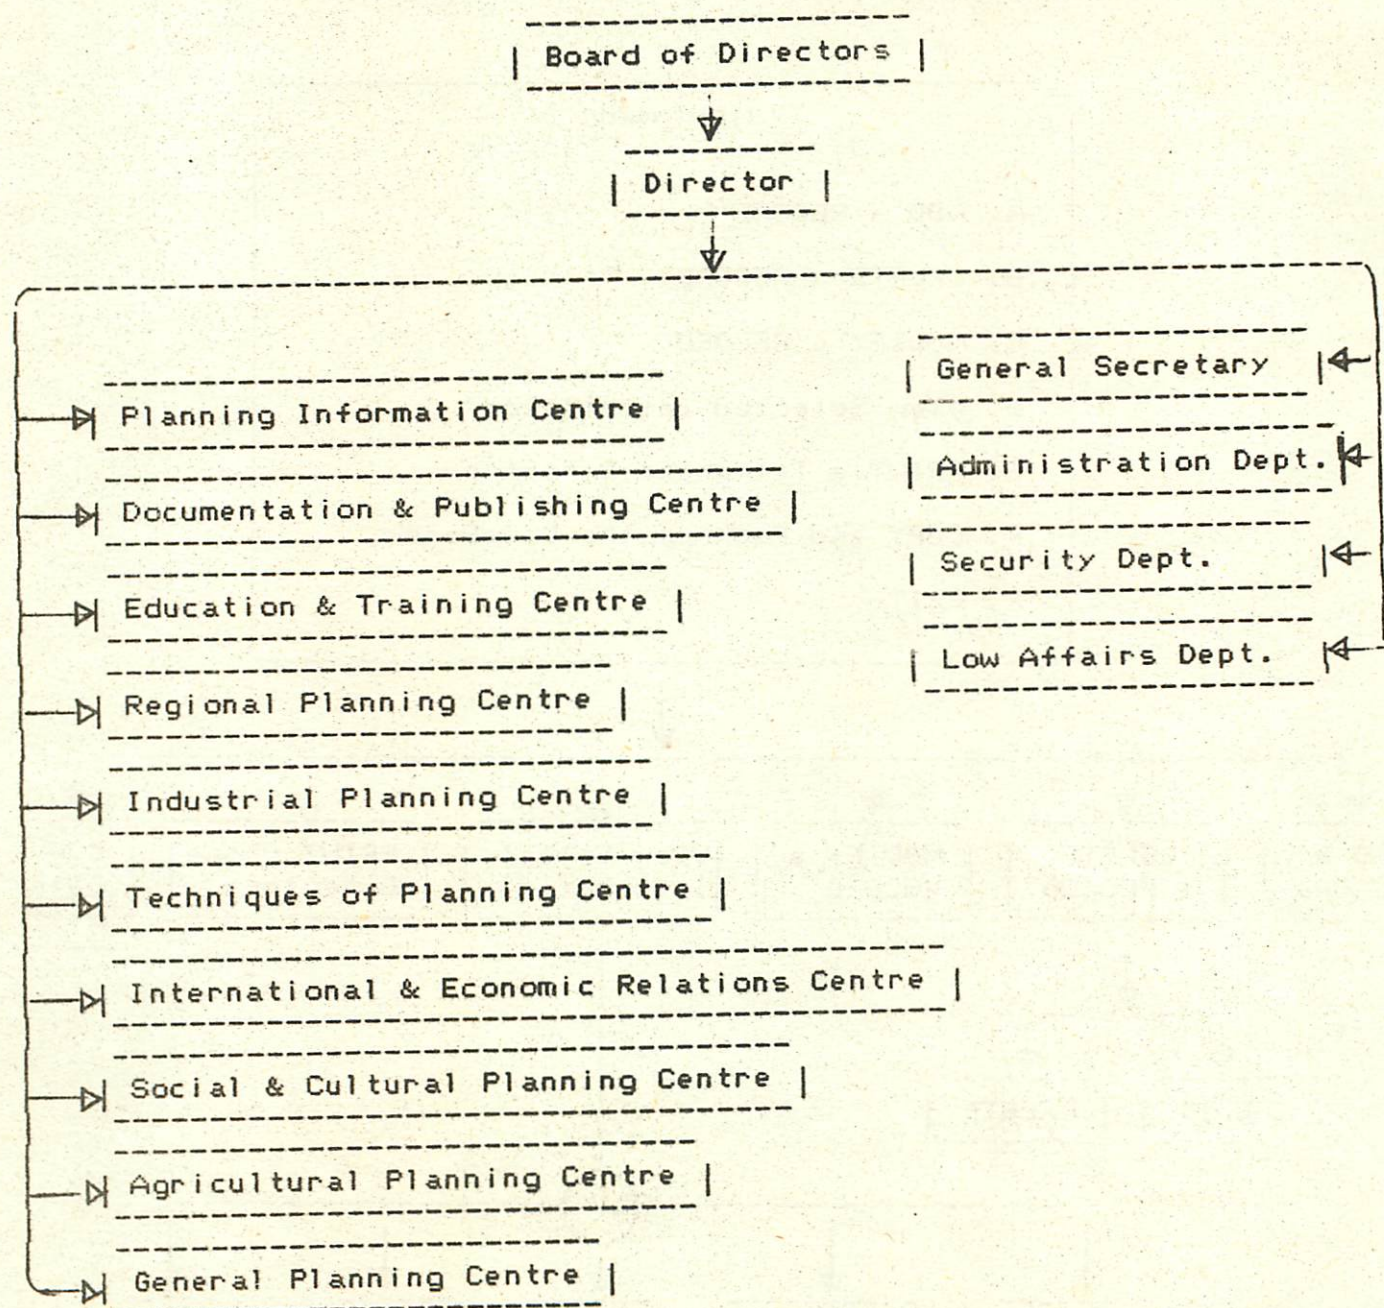 Board of Directors
Director
Planning Information Centre
Documentation & Publishing Centre
Education & Training Centre
Regional Planning Centre
Industrial Planning Centre
Techniques of Planning Centre
International & Economic Relations Centre
Social & Cultural Planning Centre
Agricultural Planning Centre
General Planning Centre
General Secretary
Administration Dept.
Security Dept.
Low Affairs Dept.